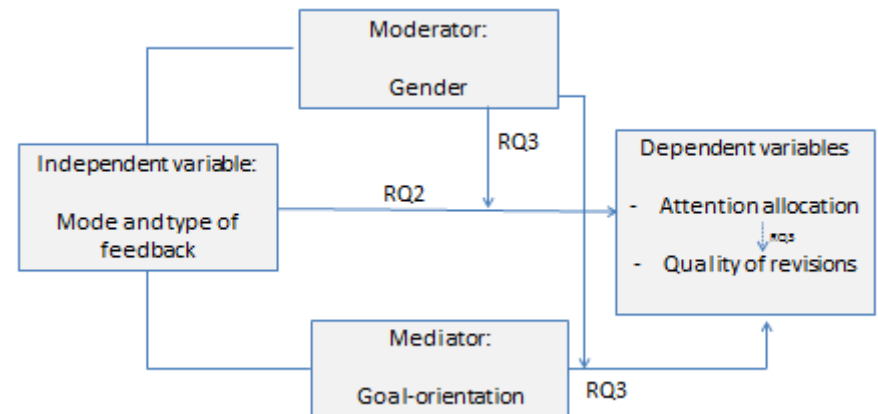 Moderator:
Gender
RQ3
Independent variable:
Mode and type of
feedback
RQ2
Dependent variables
- Attention allocation
RQ3
- Quality of revisions
Mediator:
Goal-orientation
RQ3